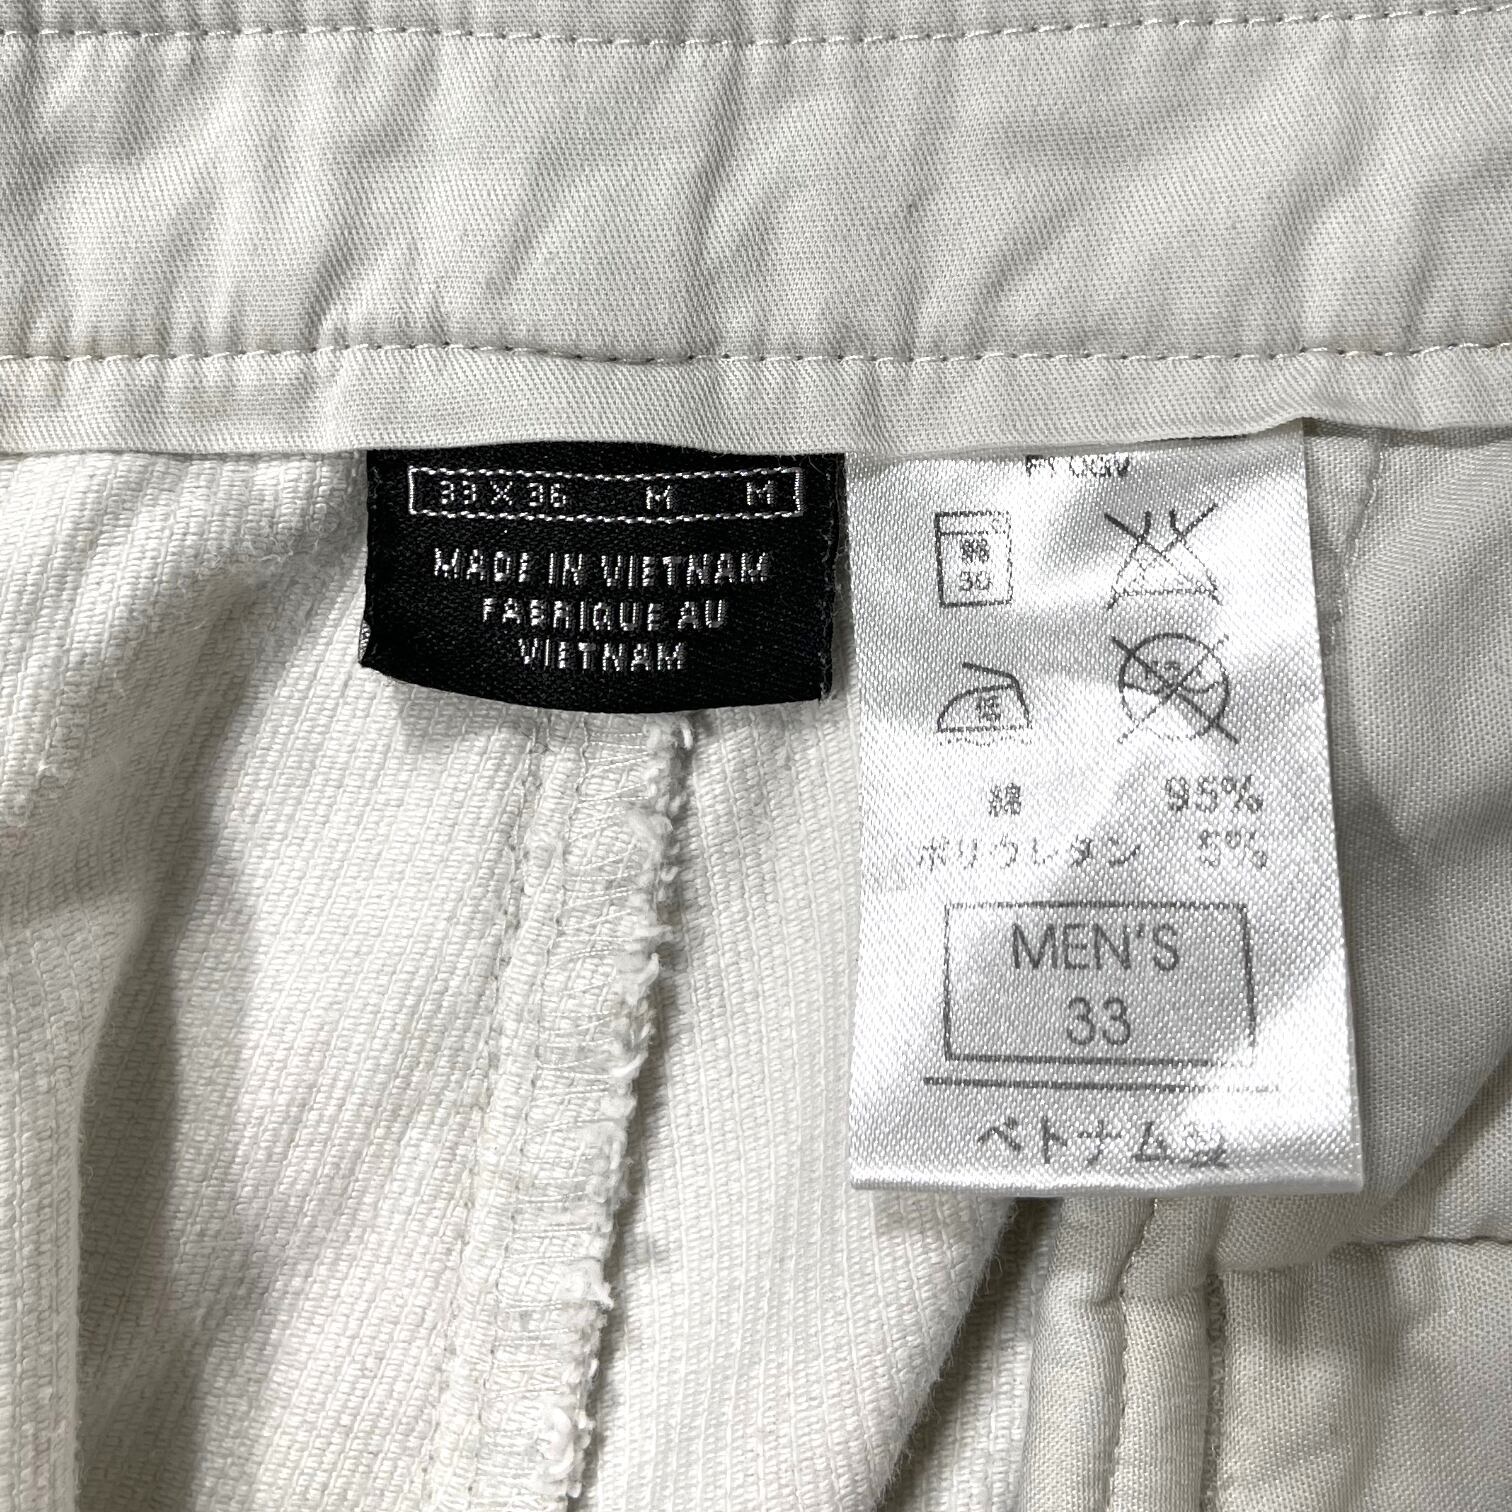 33 × 36 M M
MADE IN VIETNAM
FABRIQUE AU
VIETNAM
30
綿 95%
ポリウレタン 5%
MEN'S
33
ベトナム製